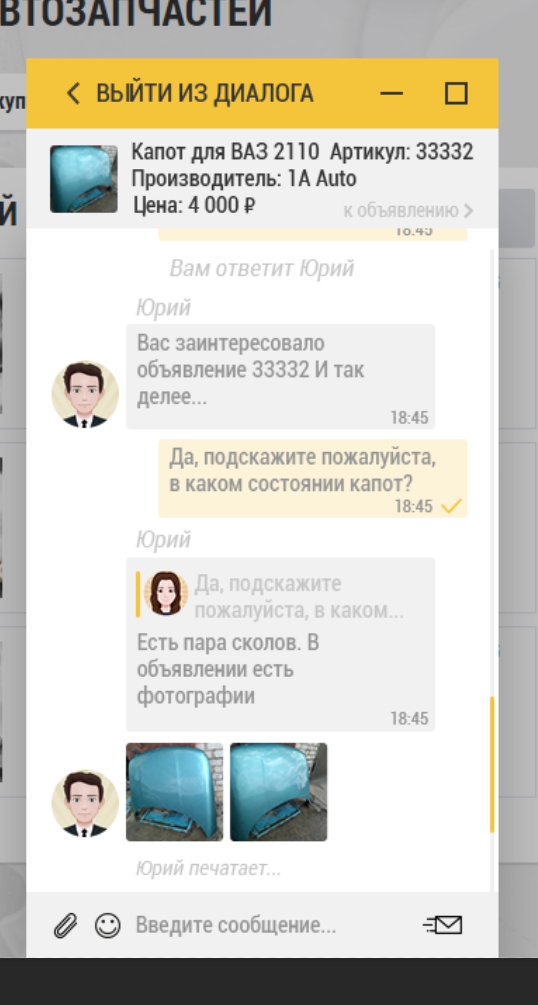 ВТОЗАПЧАСТЕЙ
куп
ВЫЙТИ ИЗ ДИАЛОГА
Капот для ВАЗ 2110 Артикул: 33332
Производитель: 1A Auto
Цена: 4 000 ₽
к объявлению
Й
18:45
Вам ответит Юрий
Юрий
Вас заинтересовало
объявление 33332 И так
делее...
18:45
Да, подскажите пожалуйста,
в каком состоянии капот?
18:45
Юрий
Да, подскажите
пожалуйста, в каком...
Есть пара сколов. В
объявлении есть
фотографии
18:45
Юрий печатает...
Введите сообщение...